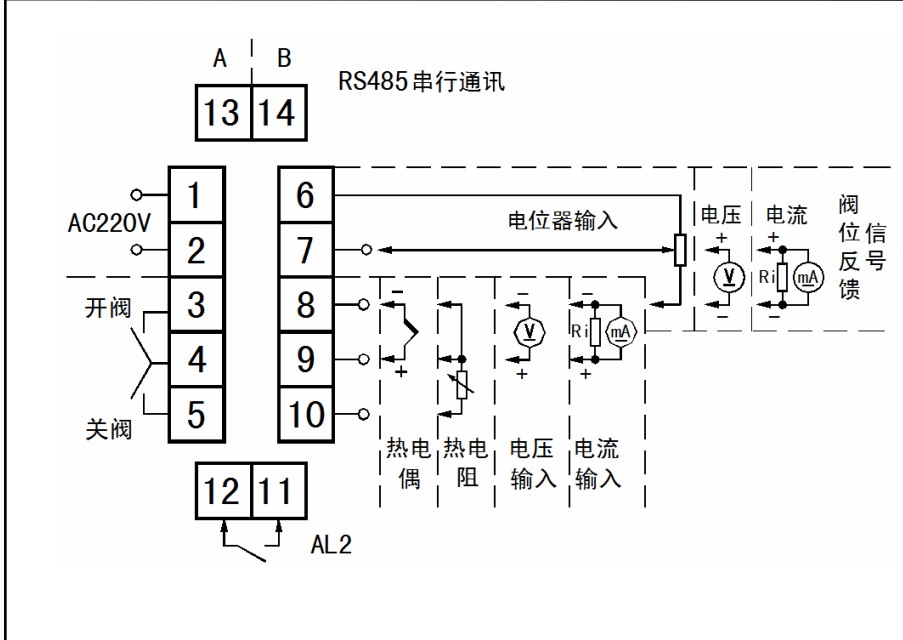 A B
RS485串行通讯
13 14
1 6
AC220V
2 7
电位器输入
电压 电流
+ +
V Ri mA
- -
阀位反馈
信号
开阀
3 8
4 9
5 10
关阀
- +
- V +
- Ri mA +
热电偶
热电阻
电压输入
电流输入
12 11
AL2